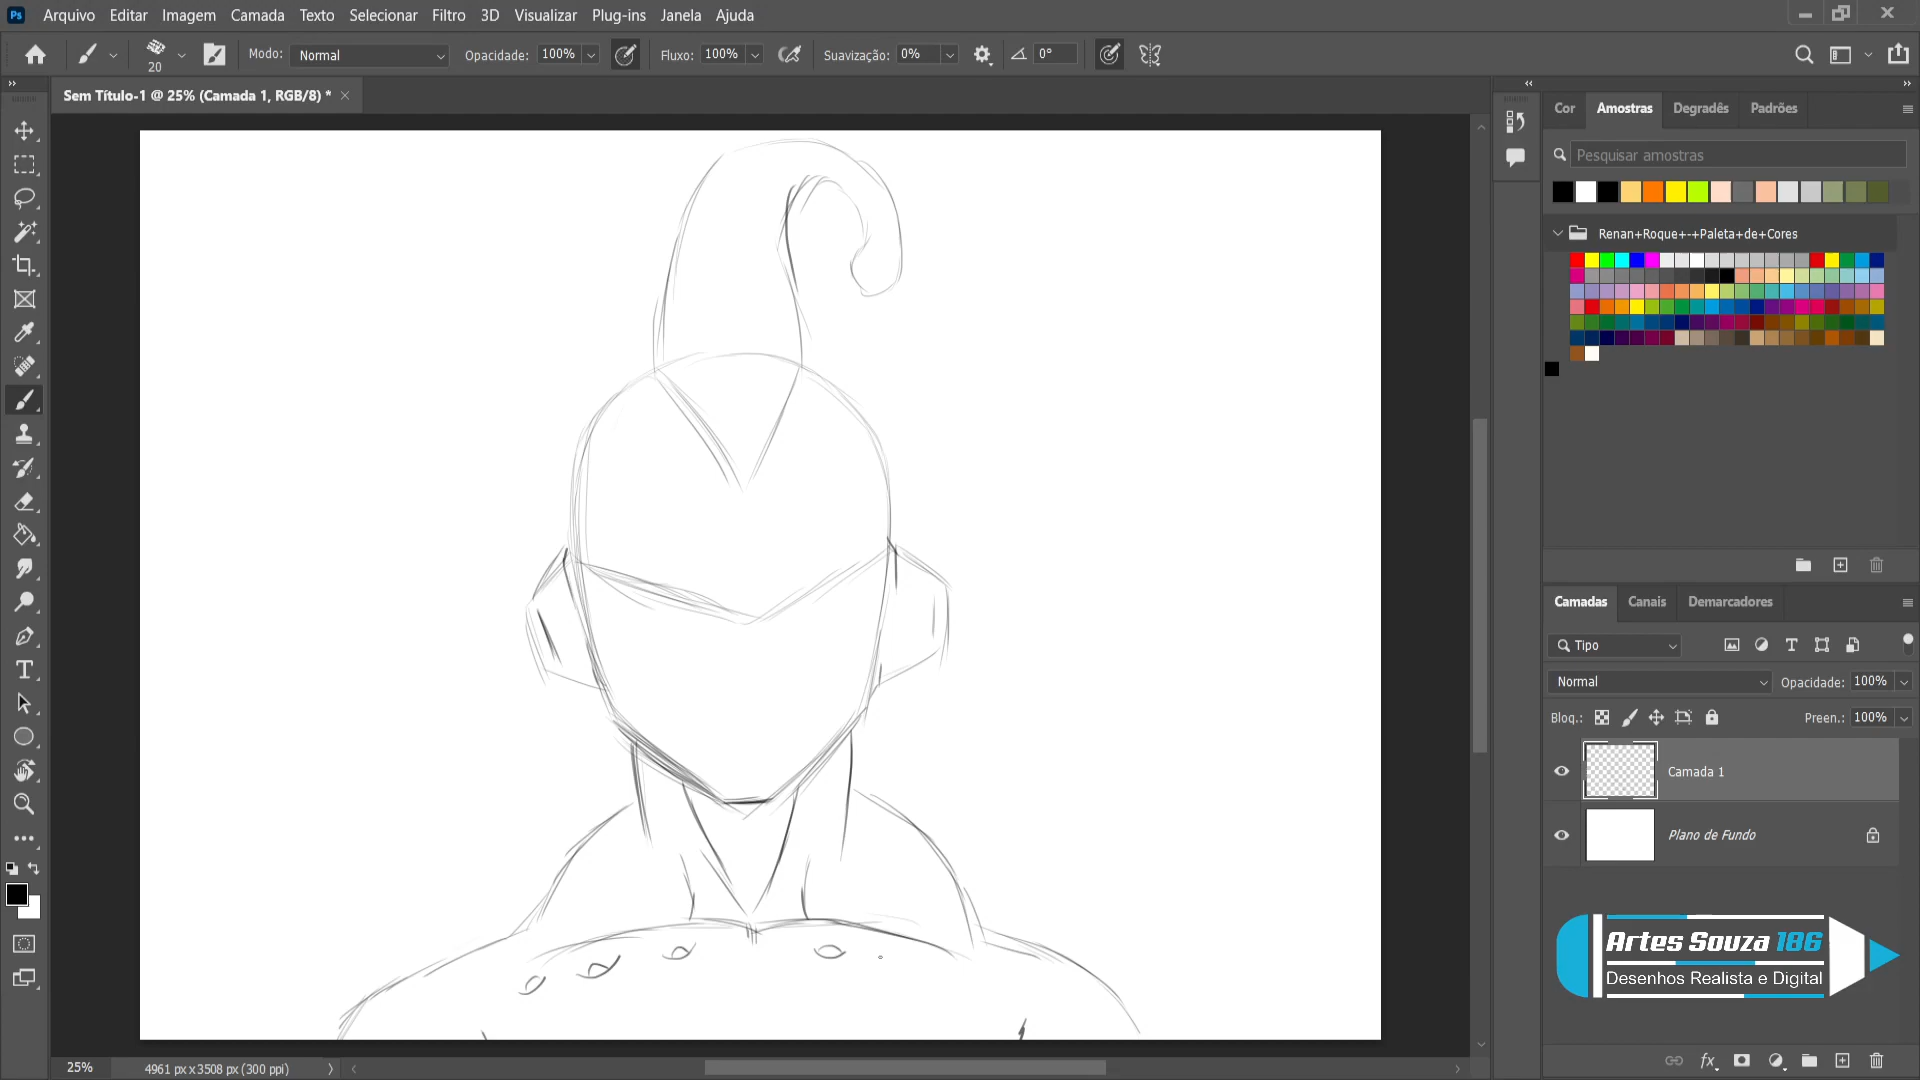 Ps Arquivo Editar Imagem Camada Texto Selecionar Filtro 3D Visualizar Plug-ins Janela Ajuda
20 Modo: Normal Opacidade: 100% Fluxo: 100% Suavização: 0% 0°
Sem Título-1 @ 25% (Camada 1, RGB/8) *
Cor Amostras Degradês Padrões
Pesquisar amostras
Renan+Roque+-+Paleta+de+Cores
Camadas Canais Demarcadores
Tipo
Normal Opacidade: 100%
Bloq.: Preen.: 100%
Camada 1
Plano de Fundo
Artes Souza 186
Desenhos Realista e Digital
25% 4961 px x 3508 px (300 ppi)